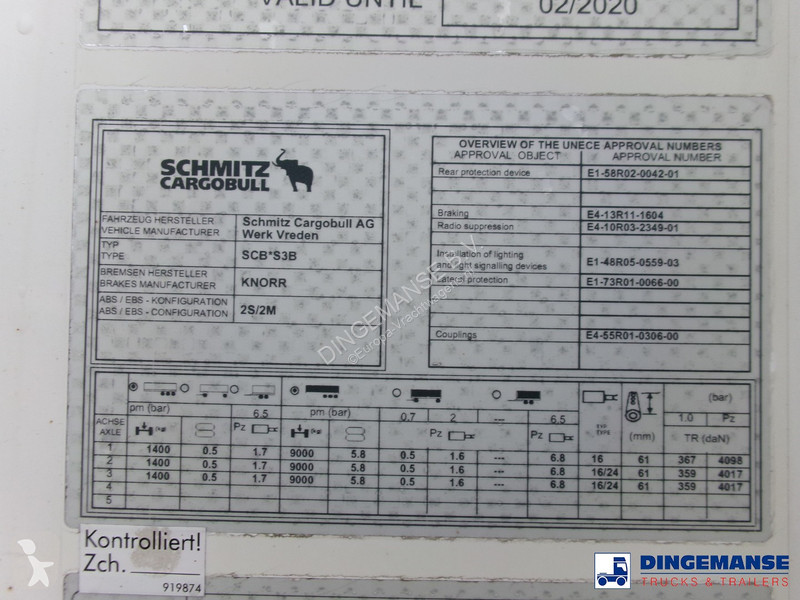 VALID UNTIL 02/2020
SCHMITZ
CARGOBULL
FAHRZEUG HERSTELLER
VEHICLE MANUFACTURER
Schmitz Cargobull AG
Werk Vreden
TYP
TYPE
SCB*S3B
BREMSEN HERSTELLER
BRAKES MANUFACTURER
KNORR
ABS / EBS - KONFIGURATION
ABS / EBS - CONFIGURATION
2S/2M
OVERVIEW OF THE UNECE APPROVAL NUMBERS
APPROVAL OBJECT APPROVAL NUMBER
Rear protection device E1-58R02-0042-01
Braking E4-13R11-1604
Radio suppression E4-10R03-2349-01
Installation of lighting
and light signalling devices E1-48R05-0559-03
Lateral protection E1-73R01-0066-00
Couplings E4-55R01-0306-00
(bar)
pm (bar) 6.5 pm (bar) 0.7 2 --- 6.5 1.0 Pz
ACHSE
AXLE
Pz Pz Pz (mm) TR (daN)
1 1400 0.5 1.7 9000 5.8 0.5 1.6 --- 6.8 16 61 367 4098
2 1400 0.5 1.7 9000 5.8 0.5 1.6 --- 6.8 16/24 61 359 4017
3 1400 0.5 1.7 9000 5.8 0.5 1.6 --- 6.8 16/24 61 359 4017
4
5
Kontrolliert!
Zch.
919874
DINGEMANSE B.V.
©Europa-Vrachtwagens.nl
DINGEMANSE
TRUCKS & TRAILERS